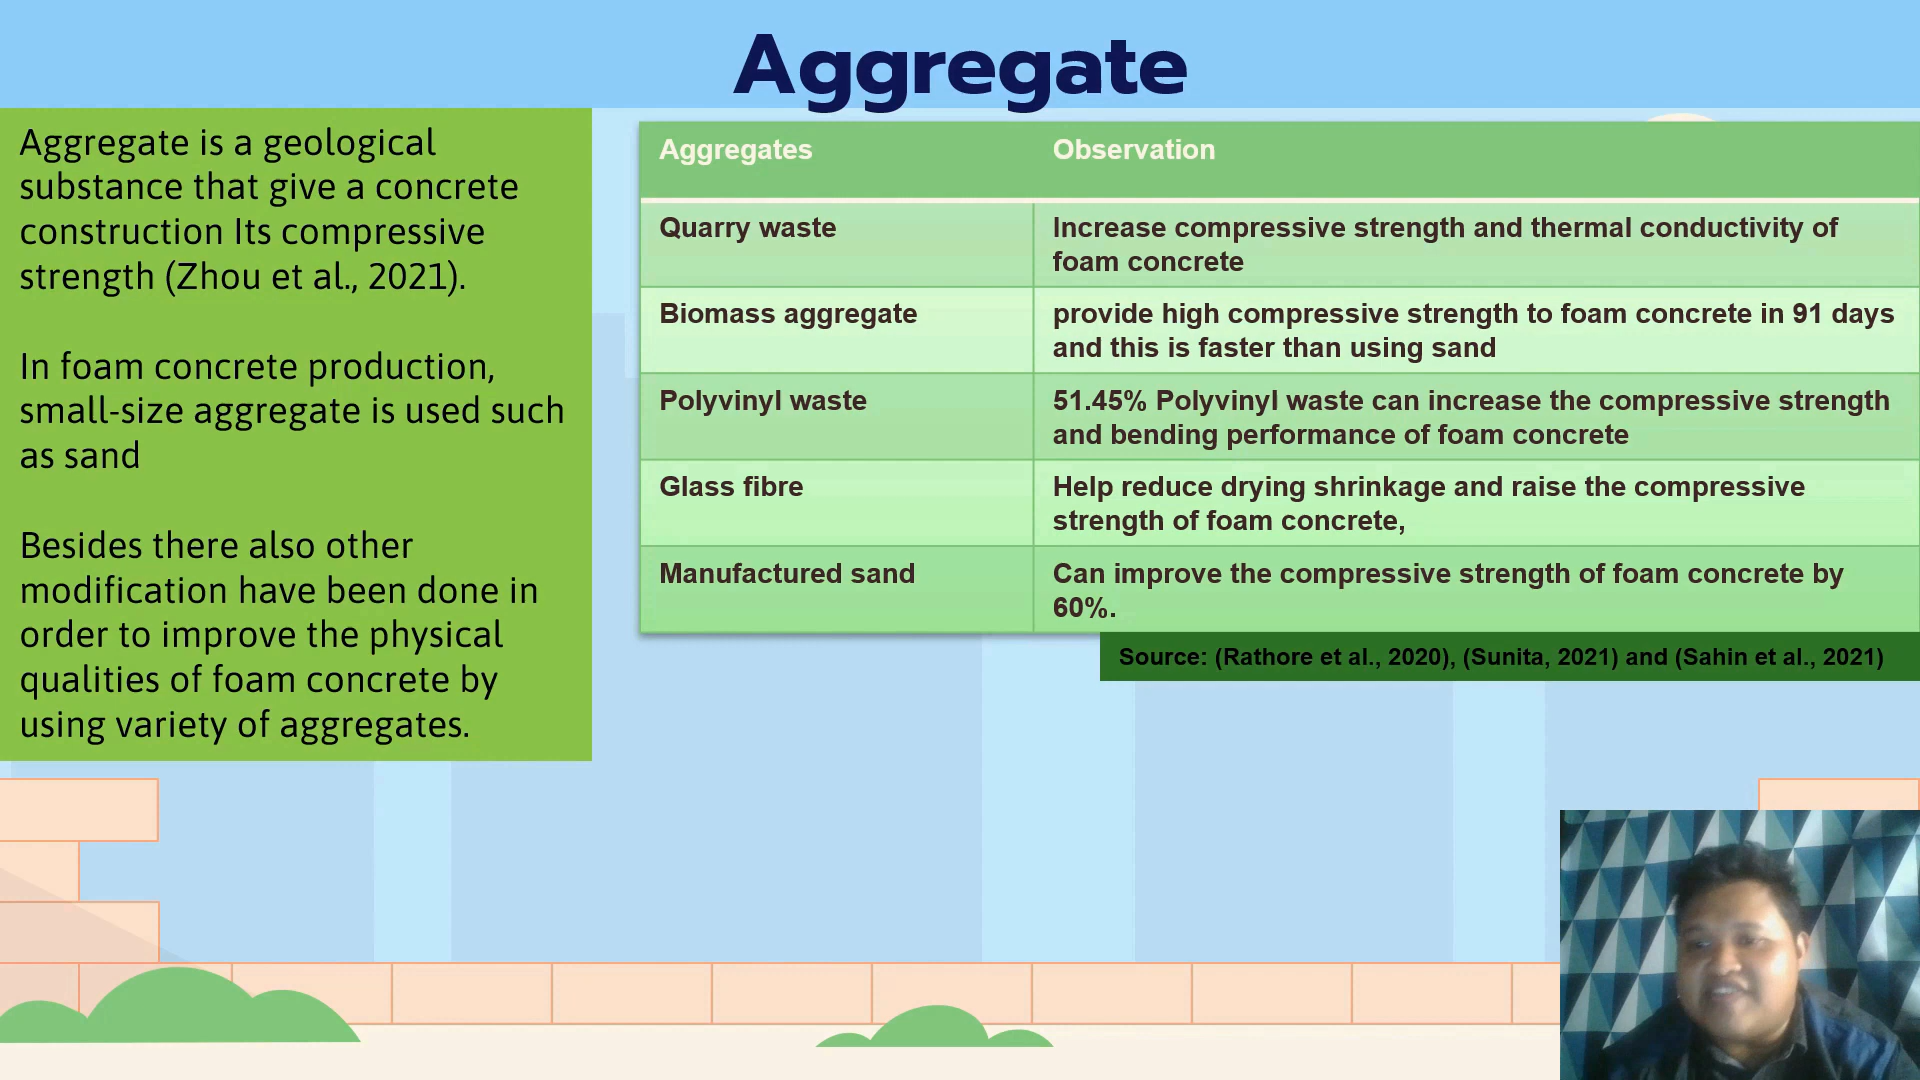 Aggregate
Aggregate is a geological
substance that give a concrete
construction Its compressive
strength (Zhou et al., 2021).
In foam concrete production,
small-size aggregate is used such
as sand
Besides there also other
modification have been done in
order to improve the physical
qualities of foam concrete by
using variety of aggregates.
Aggregates Observation
Quarry waste Increase compressive strength and thermal conductivity of
foam concrete
Biomass aggregate provide high compressive strength to foam concrete in 91 days
and this is faster than using sand
Polyvinyl waste 51.45% Polyvinyl waste can increase the compressive strength
and bending performance of foam concrete
Glass fibre Help reduce drying shrinkage and raise the compressive
strength of foam concrete,
Manufactured sand Can improve the compressive strength of foam concrete by
60%.
Source: (Rathore et al., 2020), (Sunita, 2021) and (Sahin et al., 2021)